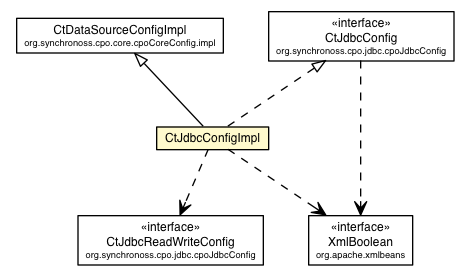 CtDataSourceConfigImpl
org.synchronoss.cpo.core.cpoCoreConfig.impl
«interface»
CtJdbcConfig
org.synchronoss.cpo.jdbc.cpoJdbcConfig
CtJdbcConfigImpl
«interface»
CtJdbcReadWriteConfig
org.synchronoss.cpo.jdbc.cpoJdbcConfig
«interface»
XmlBoolean
org.apache.xmlbeans